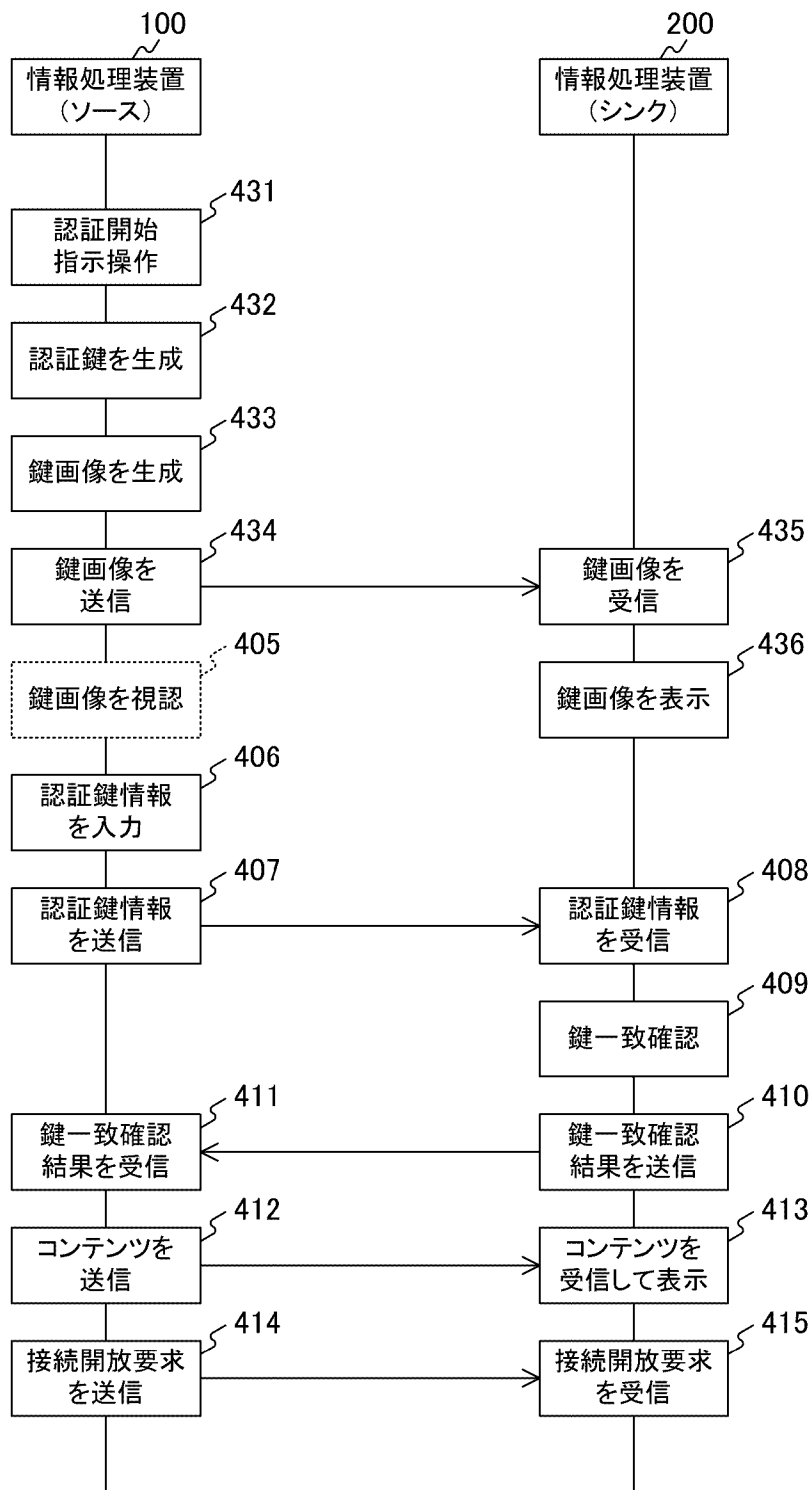 100
200
情報処理装置
(ソース)
情報処理装置
(シンク)
431
認証開始
指示操作
432
認証鍵を生成
433
鍵画像を生成
434
435
鍵画像を
送信
鍵画像を
受信
405
436
鍵画像を視認
鍵画像を表示
406
認証鍵情報
を入力
407
408
認証鍵情報
を送信
認証鍵情報
を受信
409
鍵一致確認
411
410
鍵一致確認
結果を受信
鍵一致確認
結果を送信
412
413
コンテンツを
送信
コンテンツを
受信して表示
414
415
接続開放要求
を送信
接続開放要求
を受信